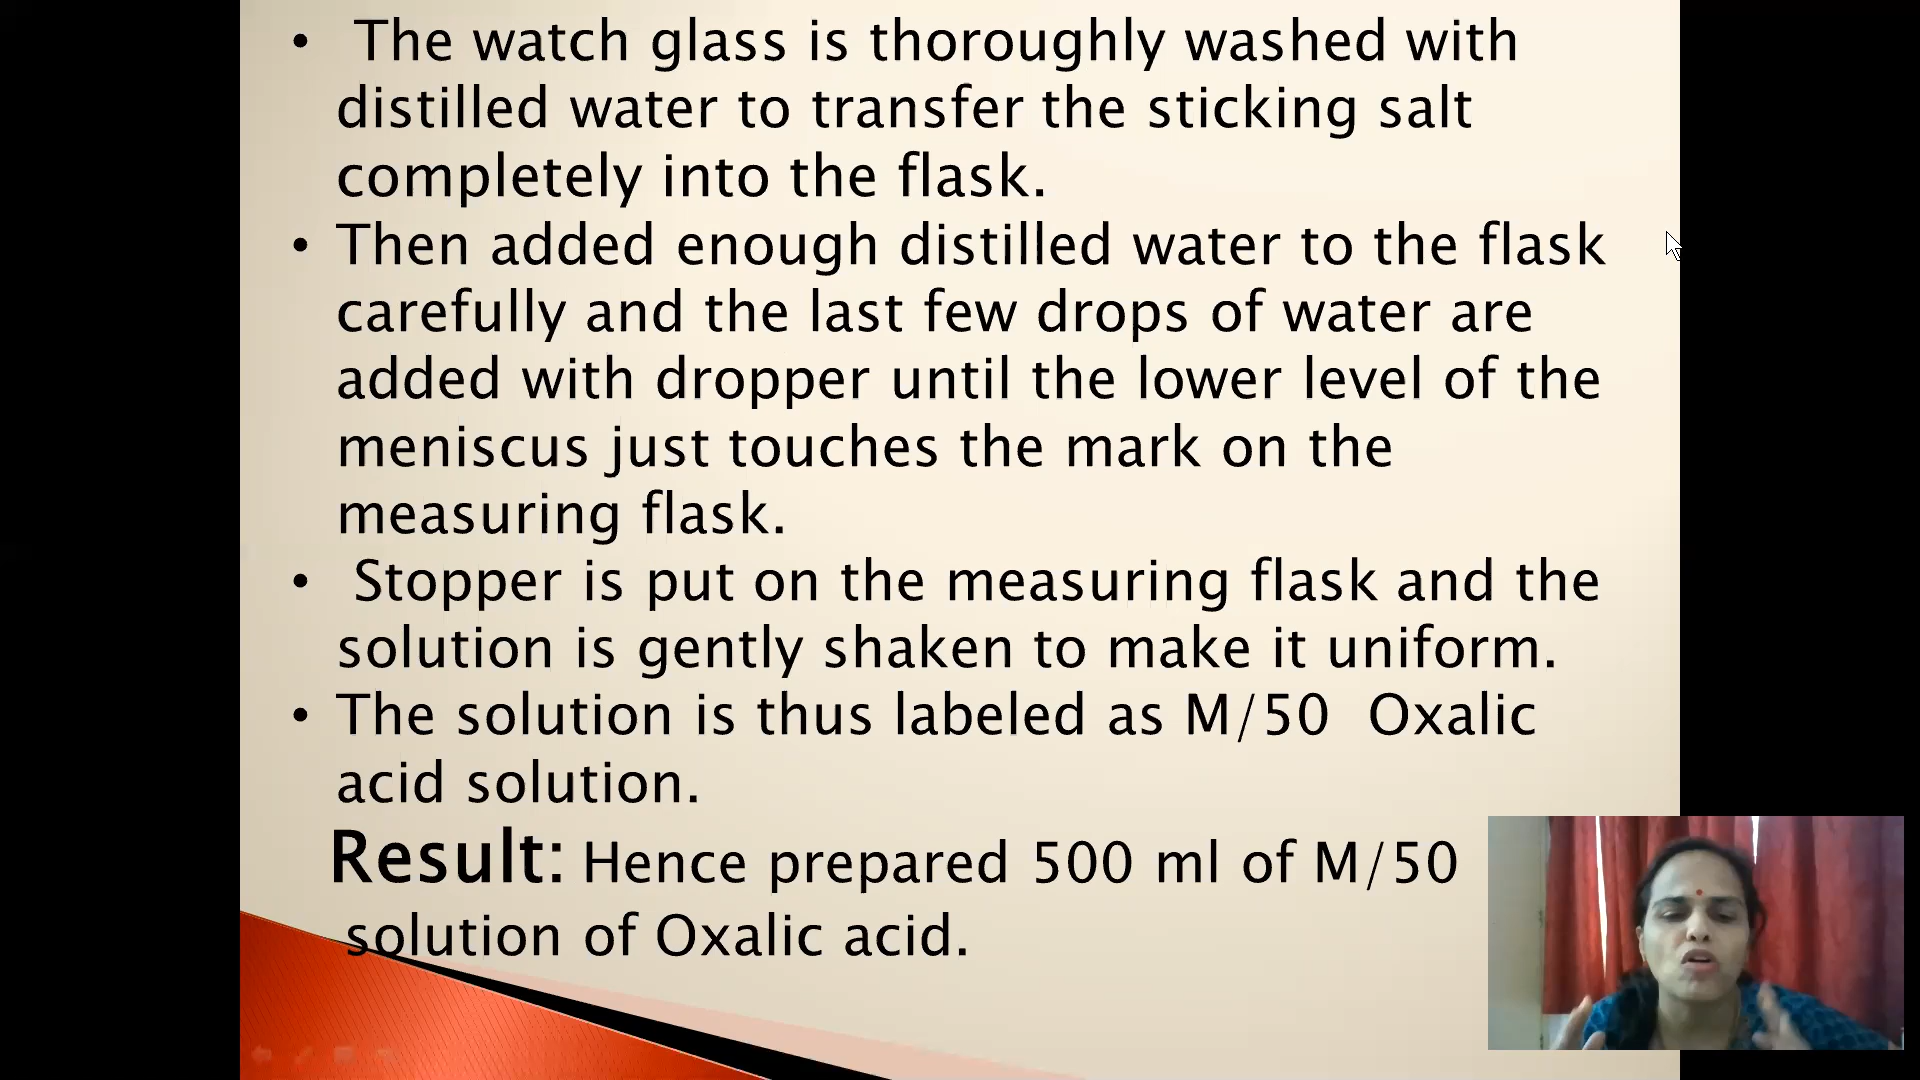 • The watch glass is thoroughly washed with
distilled water to transfer the sticking salt
completely into the flask.
• Then added enough distilled water to the flask
carefully and the last few drops of water are
added with dropper until the lower level of the
meniscus just touches the mark on the
measuring flask.
• Stopper is put on the measuring flask and the
solution is gently shaken to make it uniform.
• The solution is thus labeled as M/50 Oxalic
acid solution.
Result: Hence prepared 500 ml of M/50
solution of Oxalic acid.